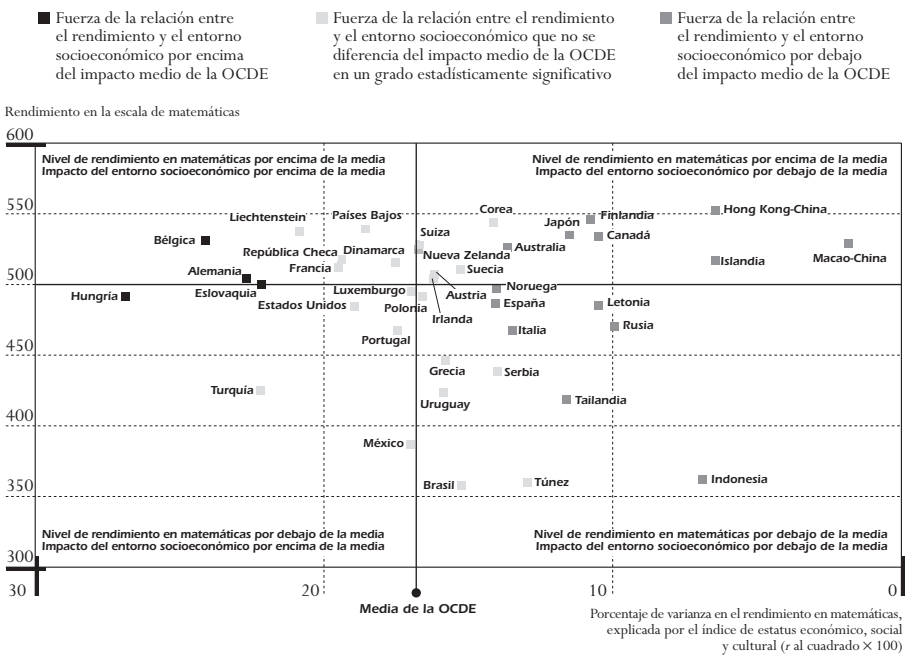 Fuerza de la relación entre
el rendimiento y el entorno
socioeconómico por encima
del impacto medio de la OCDE
Fuerza de la relación entre el rendimiento
y el entorno socioeconómico que no se
diferencia del impacto medio de la OCDE
en un grado estadísticamente significativo
Fuerza de la relación entre
el rendimiento y el entorno
socioeconómico por debajo
del impacto medio de la OCDE
Rendimiento en la escala de matemáticas
600
Nivel de rendimiento en matemáticas por encima de la media
Impacto del entorno socioeconómico por encima de la media
Nivel de rendimiento en matemáticas por encima de la media
Impacto del entorno socioeconómico por debajo de la media
550
Liechtenstein
Países Bajos
Corea
Japón
Finlandia
Hong Kong-China
Bélgica
Suiza
Canadá
República Checa
Dinamarca
Nueva Zelanda
Australia
Macao-China
Alemania
Francia
Suecia
Islandia
500
Hungría
Eslovaquia
Luxemburgo
Austria
Noruega
Estados Unidos
Polonia
Irlanda
España
Letonia
Portugal
Italia
Rusia
450
Grecia
Serbia
Turquía
Uruguay
Tailandia
400
México
Brasil
Túnez
Indonesia
350
Nivel de rendimiento en matemáticas por debajo de la media
Impacto del entorno socioeconómico por encima de la media
Nivel de rendimiento en matemáticas por debajo de la media
Impacto del entorno socioeconómico por debajo de la media
300
30
20
10
0
Media de la OCDE
Porcentaje de varianza en el rendimiento en matemáticas,
explicada por el índice de estatus económico, social
y cultural (r al cuadrado × 100)